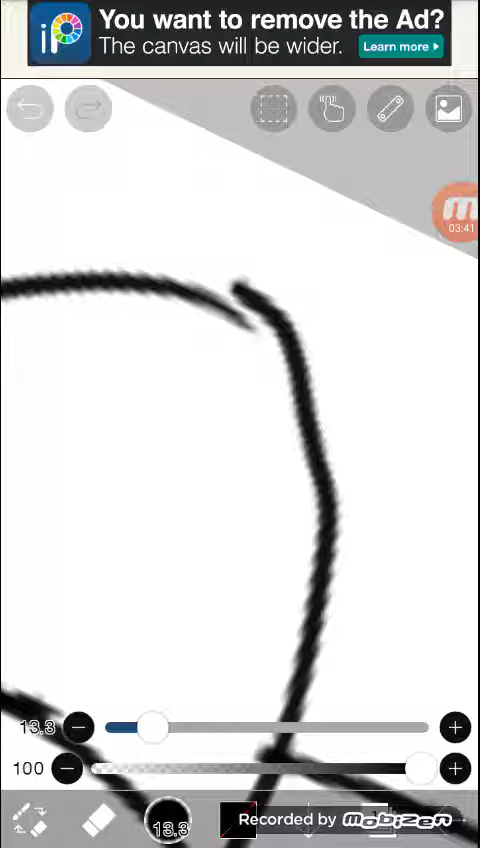 You want to remove the Ad?
The canvas will be wider.
Learn more
iP
03:41
13.3
100
13.3
Recorded by mobizen